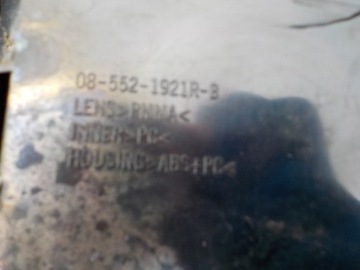 08-552-1921R-B
LENS>PMMA<
INNER>PC<
HOUSING>ABS+PC<